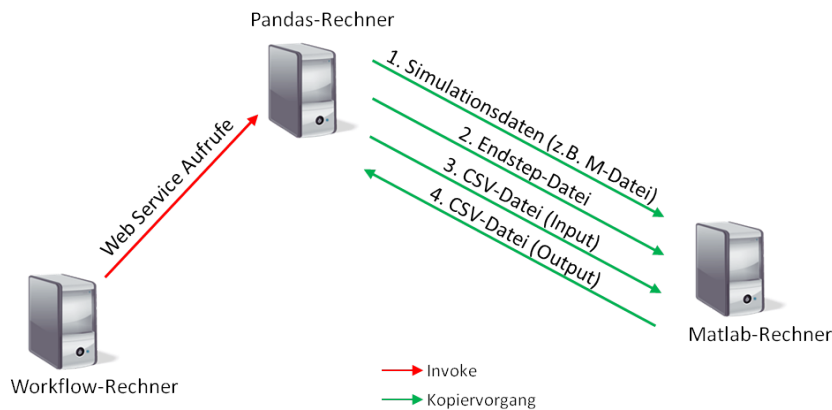 Pandas-Rechner
1. Simulationsdaten (z.B. M-Datei)
2. Endstep-Datei
3. CSV-Datei (Input)
4. CSV-Datei (Output)
Web Service Aufrufe
Matlab-Rechner
Workflow-Rechner
Invoke
Kopiervorgang